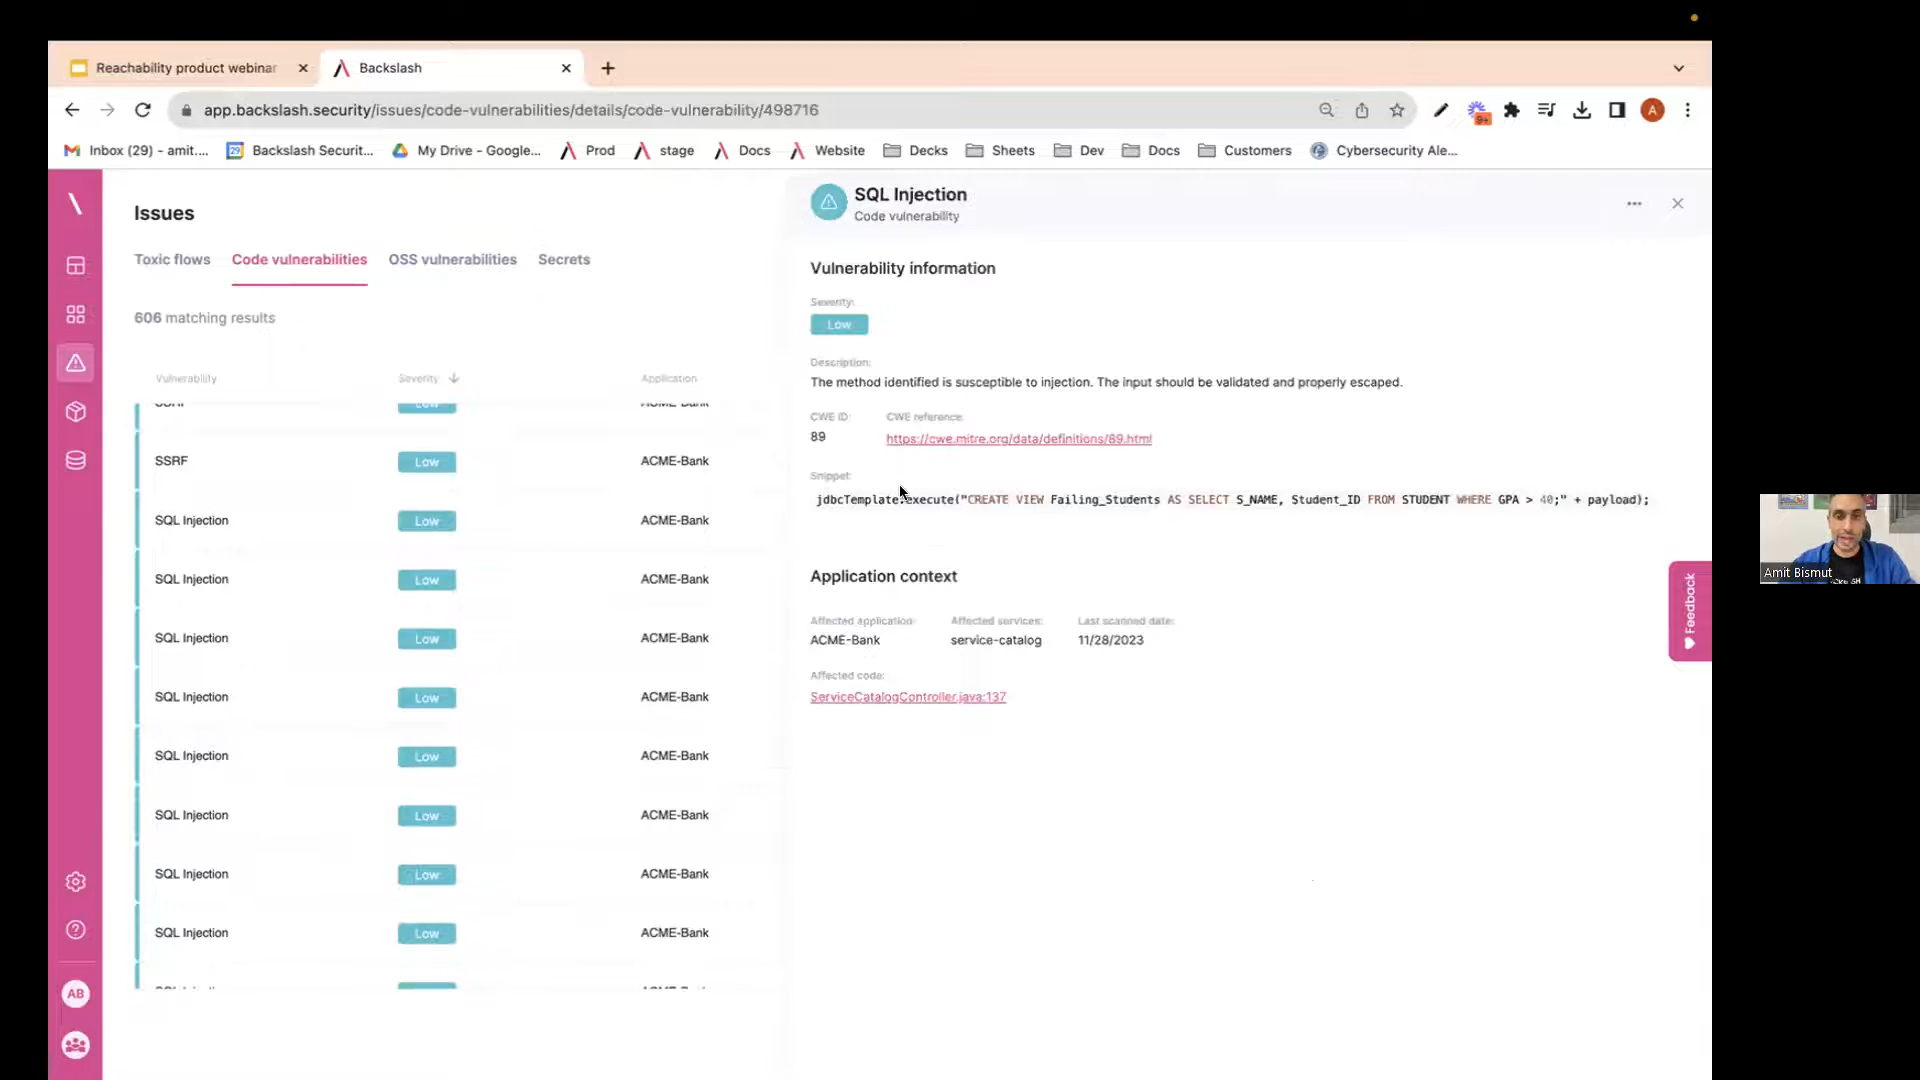 Reachability product webinar
Backslash
app.backslash.security/issues/code-vulnerabilities/details/code-vulnerability/498716
9+
A
Inbox (29) - amit....
29
Backslash Securit...
My Drive - Google...
Prod
stage
Docs
Website
Decks
Sheets
Dev
Docs
Customers
Cybersecurity Ale...
Issues
Toxic flows
Code vulnerabilities
OSS vulnerabilities
Secrets
606 matching results
Vulnerability
Severity
Application
SSRF
Low
ACME-Bank
SSRF
Low
ACME-Bank
SQL Injection
Low
ACME-Bank
SQL Injection
Low
ACME-Bank
SQL Injection
Low
ACME-Bank
SQL Injection
Low
ACME-Bank
SQL Injection
Low
ACME-Bank
SQL Injection
Low
ACME-Bank
SQL Injection
Low
ACME-Bank
SQL Injection
Low
ACME-Bank
AB
SQL Injection
Code vulnerability
Vulnerability information
Severity:
Low
Description:
The method identified is susceptible to injection. The input should be validated and properly escaped.
CWE ID:
CWE reference:
89
https://cwe.mitre.org/data/definitions/89.html
Snippet:
jdbcTemplate.execute("CREATE VIEW Failing_Students AS SELECT S_NAME, Student_ID FROM STUDENT WHERE GPA > 40;" + payload);
Application context
Affected application:
Affected services:
Last scanned date:
ACME-Bank
service-catalog
11/28/2023
Affected code:
ServiceCatalogController.java:137
Feedback
Amit Bismut